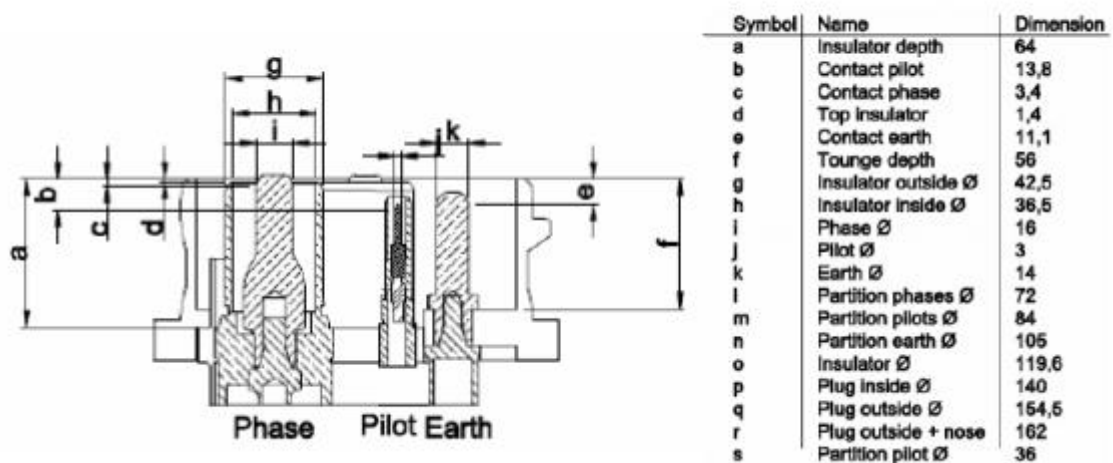 g
h
i
j k
b
c
d
a
e
f
Phase Pilot Earth
Symbol Name Dimension
a Insulator depth 64
b Contact pilot 13,8
c Contact phase 3,4
d Top insulator 1,4
e Contact earth 11,1
f Tounge depth 56
g Insulator outside Ø 42,5
h Insulator inside Ø 36,5
i Phase Ø 16
j Pilot Ø 3
k Earth Ø 14
l Partition phases Ø 72
m Partition pilots Ø 84
n Partition earth Ø 105
o Insulator Ø 119,6
p Plug inside Ø 140
q Plug outside Ø 154,5
r Plug outside + nose 162
s Partition pilot Ø 36